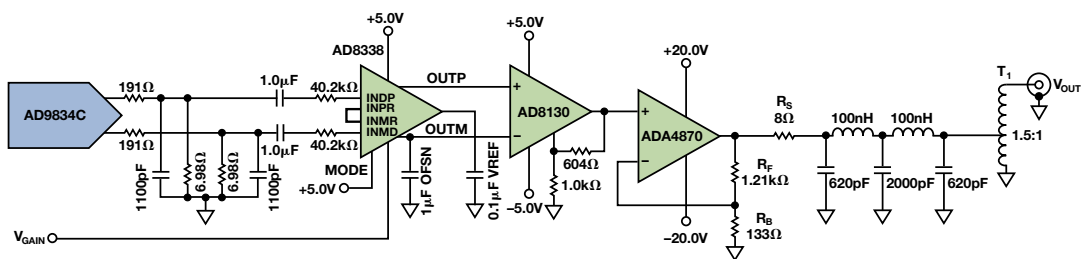 AD9834C
191Ω
191Ω
1100pF
6.98Ω
6.98Ω
1100pF
1.0μF
1.0μF
40.2kΩ
40.2kΩ
AD8338
+5.0V
INDP
INPR
INMR
INMD
MODE
+5.0V
VGAIN
OUTP
OUTM
1μF OFSN
0.1μF VREF
+5.0V
+
−
AD8130
−5.0V
604Ω
1.0kΩ
+20.0V
+
−
ADA4870
−20.0V
RS
8Ω
RF
1.21kΩ
RB
133Ω
100nH
100nH
620pF
2000pF
620pF
T1
1.5:1
VOUT